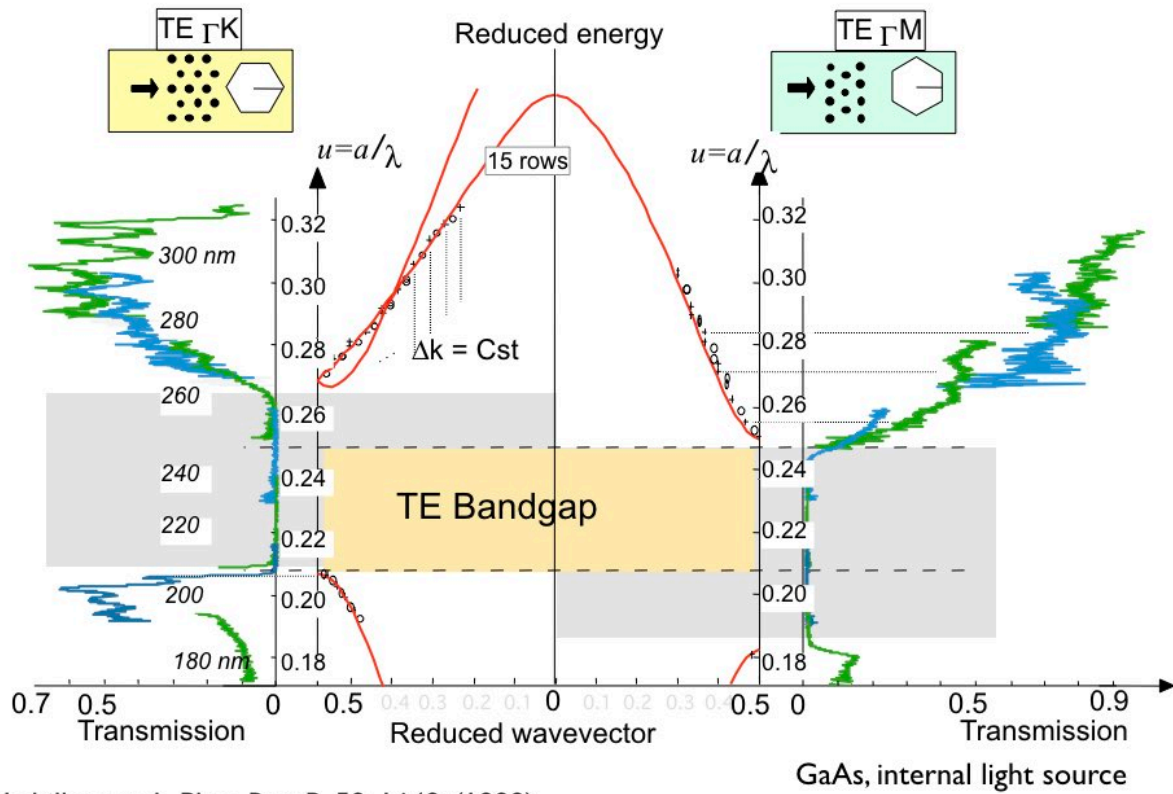 TE ΓK
Reduced energy
TE ΓM
u=a/λ
15 rows
u=a/λ
0.32
0.30
0.28
0.26
0.24
0.22
0.20
0.18
300 nm
280
260
240
220
200
180 nm
Δk = Cst
TE Bandgap
0.32
0.30
0.28
0.26
0.24
0.22
0.20
0.18
0.7 0.5 0 0.5 0.4 0.3 0.2 0.1 0 0.1 0.2 0.3 0.4 0.5 0 0.5 0.9
Transmission Reduced wavevector Transmission
GaAs, internal light source